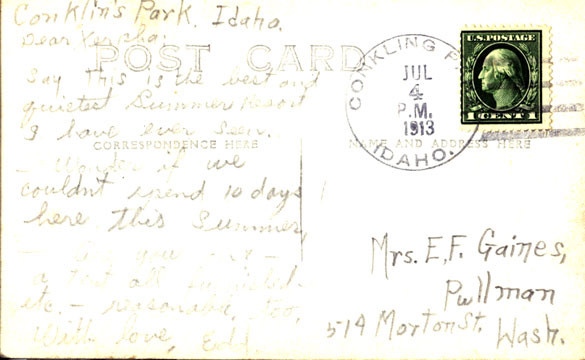 Conklin's Park, Idaho.
Dear
POST CARD
Say this is the best and
quietest Summer Resort
I have ever seen.
CORRESPONDENCE HERE
- Wonder if we
couldn't spend 10 days
here this Summer,
a tent all
etc. - reasonable, too,
With love,
CONKLING P
JUL
4
P.M.
1913
IDAHO.
U.S. POSTAGE
1 CENT 1
NAME AND ADDRESS HERE
Mrs. E.F. Gaines,
Pullman
514 Morton St. Wash.